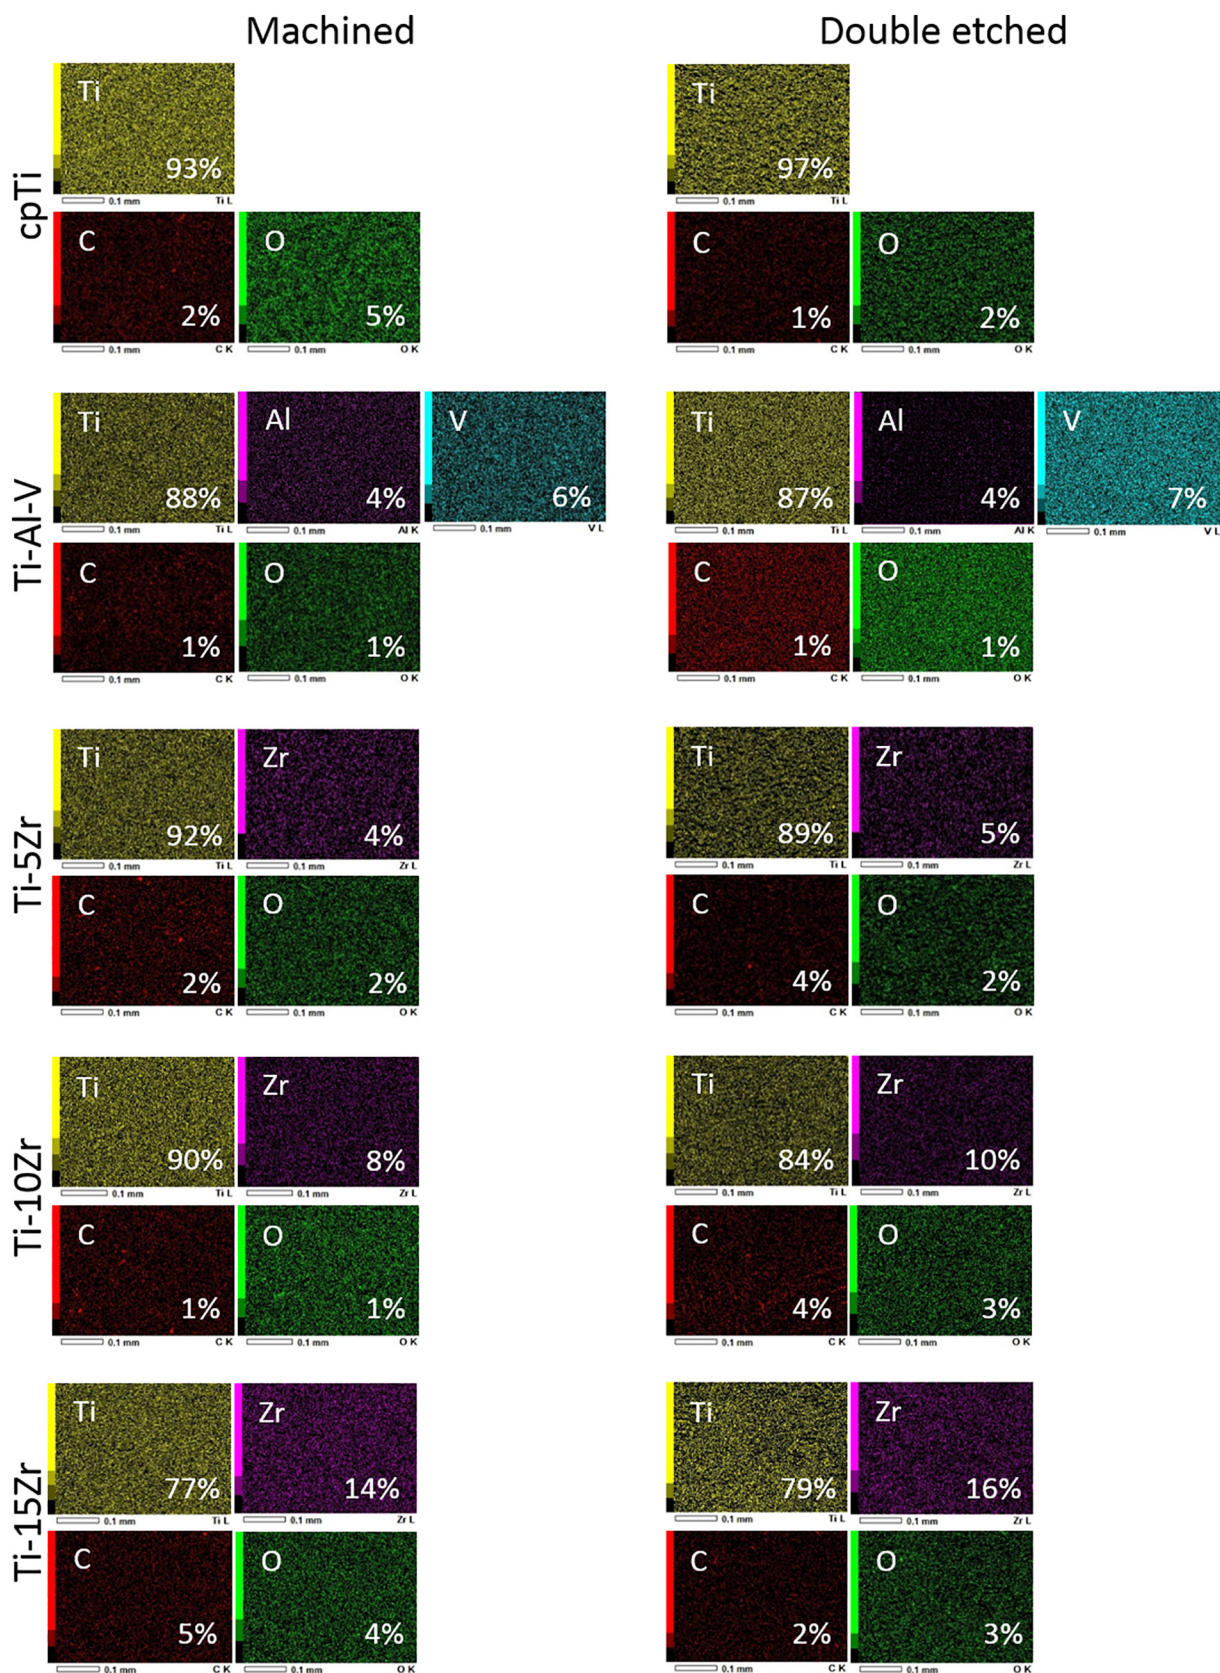 Machined
Double etched
cpTi
Ti
93%
0.1 mm
Ti L
Ti
97%
0.1 mm
Ti L
C
2%
0.1 mm
C K
O
5%
0.1 mm
O K
C
1%
0.1 mm
C K
O
2%
0.1 mm
O K
Ti-Al-V
Ti
88%
0.1 mm
Ti L
Al
4%
0.1 mm
Al K
V
6%
0.1 mm
V L
Ti
87%
0.1 mm
Ti L
Al
4%
0.1 mm
Al K
V
7%
0.1 mm
V L
C
1%
0.1 mm
C K
O
1%
0.1 mm
O K
C
1%
0.1 mm
C K
O
1%
0.1 mm
O K
Ti-5Zr
Ti
92%
0.1 mm
Ti L
Zr
4%
0.1 mm
Zr L
Ti
89%
0.1 mm
Ti L
Zr
5%
0.1 mm
Zr L
C
2%
0.1 mm
C K
O
2%
0.1 mm
O K
C
4%
0.1 mm
C K
O
2%
0.1 mm
O K
Ti-10Zr
Ti
90%
0.1 mm
Ti L
Zr
8%
0.1 mm
Zr L
Ti
84%
0.1 mm
Ti L
Zr
10%
0.1 mm
Zr L
C
1%
0.1 mm
C K
O
1%
0.1 mm
O K
C
4%
0.1 mm
C K
O
3%
0.1 mm
O K
Ti-15Zr
Ti
77%
0.1 mm
Ti L
Zr
14%
0.1 mm
Zr L
Ti
79%
0.1 mm
Ti L
Zr
16%
0.1 mm
Zr L
C
5%
0.1 mm
C K
O
4%
0.1 mm
O K
C
2%
0.1 mm
C K
O
3%
0.1 mm
O K